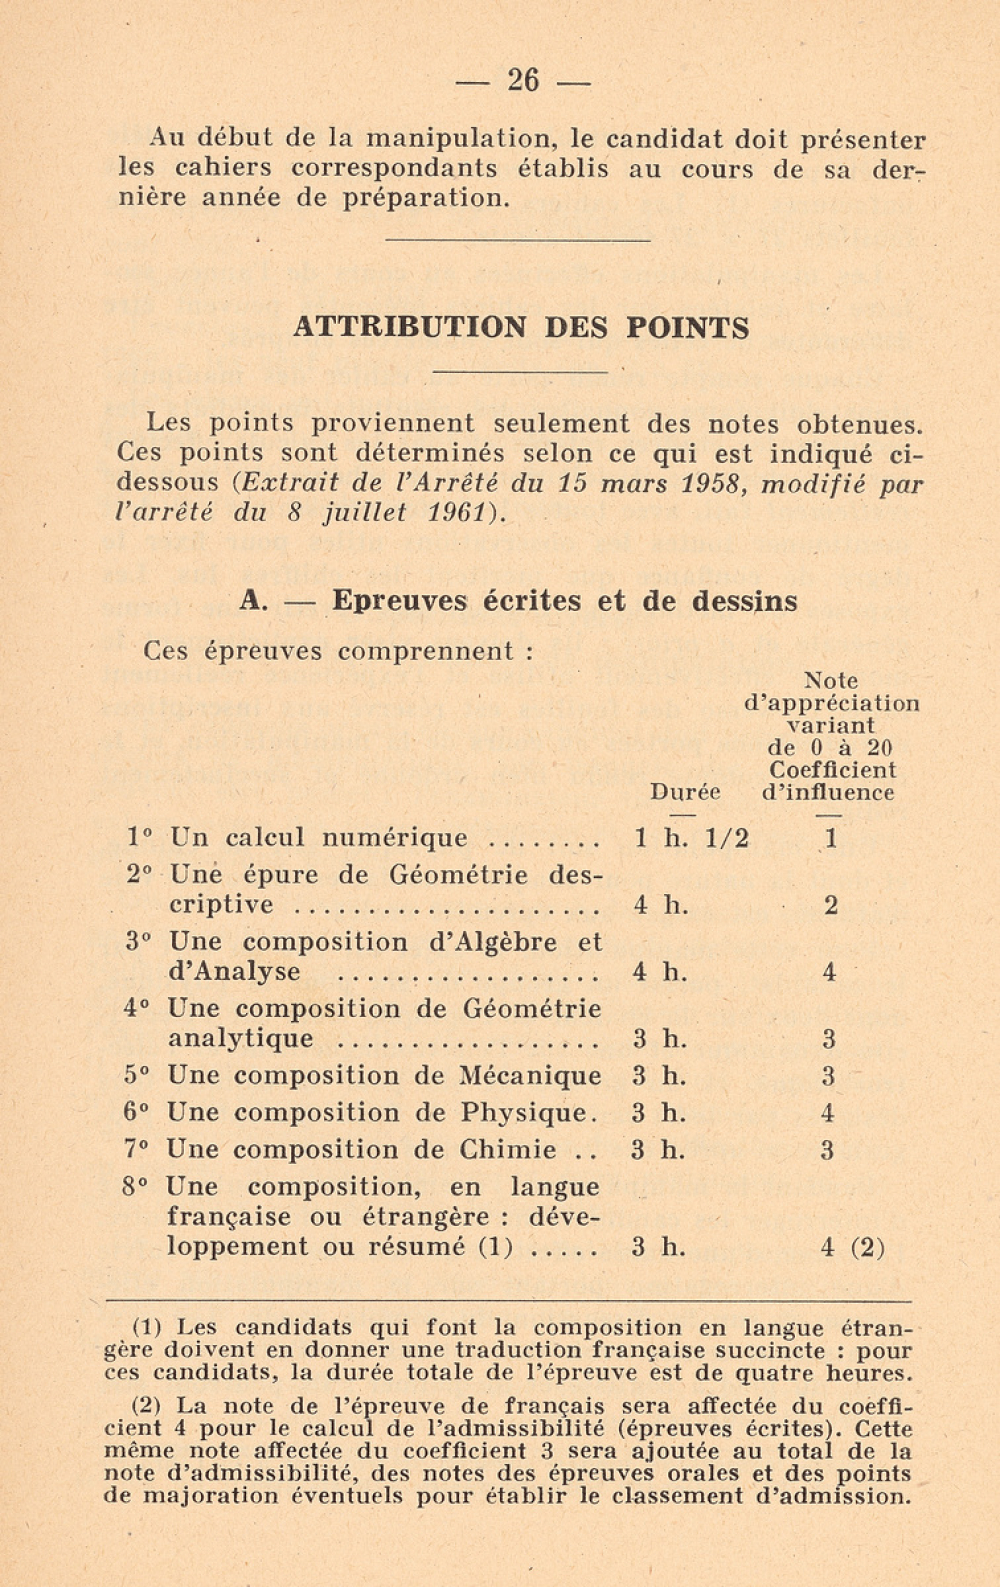 — 26 —
Au début de la manipulation, le candidat doit présenter
les cahiers correspondants établis au cours de sa der-
nière année de préparation.
ATTRIBUTION DES POINTS
Les points proviennent seulement des notes obtenues.
Ces points sont déterminés selon ce qui est indiqué ci-
dessous (Extrait de l'Arrêté du 15 mars 1958, modifié par
l'arrêté du 8 juillet 1961).
A. — Epreuves écrites et de dessins
Ces épreuves comprennent :
Note
d'appréciation
variant
de 0 à 20
Coefficient
Durée d'influence
1º Un calcul numérique ........ 1 h. 1/2 1
2º Une épure de Géométrie des-
criptive ..................... 4 h. 2
3º Une composition d'Algèbre et
d'Analyse .................. 4 h. 4
4º Une composition de Géométrie
analytique .................. 3 h. 3
5º Une composition de Mécanique 3 h. 3
6º Une composition de Physique. 3 h. 4
7º Une composition de Chimie .. 3 h. 3
8º Une composition, en langue
française ou étrangère : déve-
loppement ou résumé (1) ..... 3 h. 4 (2)
(1) Les candidats qui font la composition en langue étran-
gère doivent en donner une traduction française succincte : pour
ces candidats, la durée totale de l'épreuve est de quatre heures.
(2) La note de l'épreuve de français sera affectée du coeffi-
cient 4 pour le calcul de l'admissibilité (épreuves écrites). Cette
même note affectée du coefficient 3 sera ajoutée au total de la
note d'admissibilité, des notes des épreuves orales et des points
de majoration éventuels pour établir le classement d'admission.